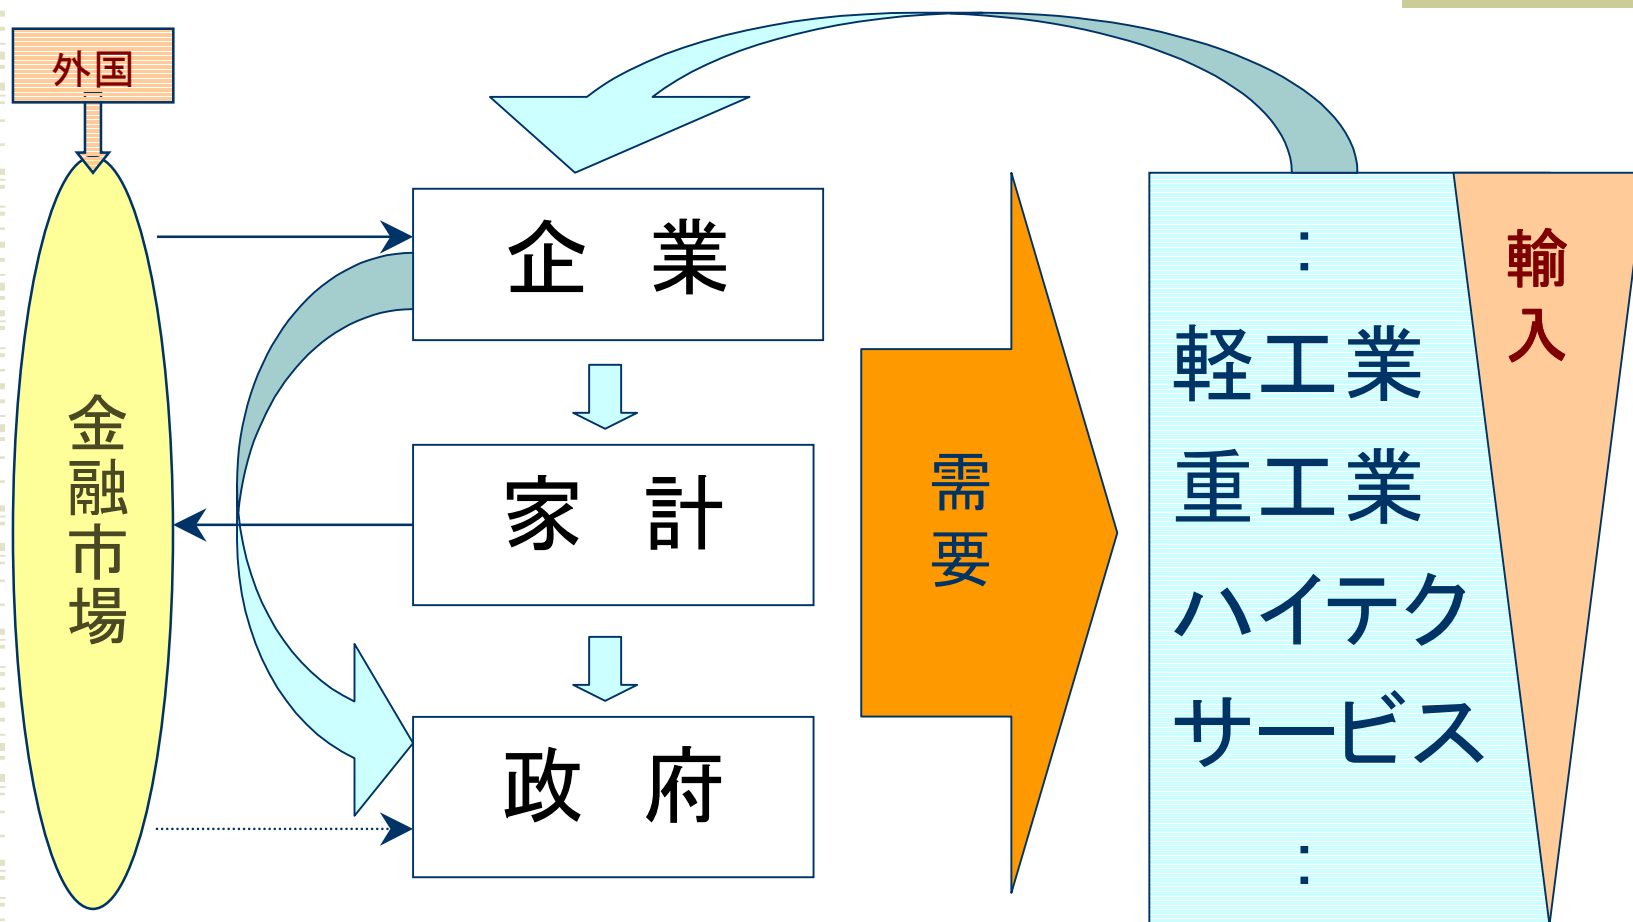 外国
金融市場
企 業
家 計
政 府
需要
：
軽工業
重工業
ハイテク
サービス
：
輸入